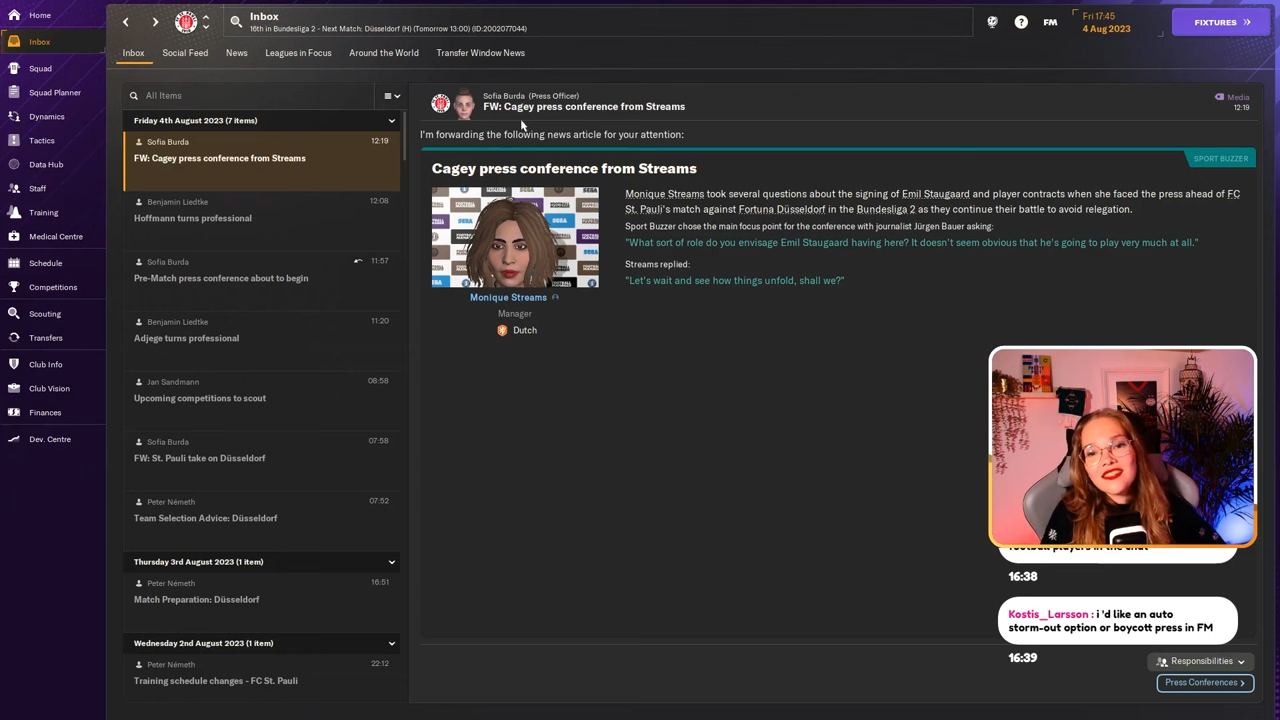 Home
Inbox
Squad
Squad Planner
Dynamics
Tactics
Data Hub
Staff
Training
Medical Centre
Schedule
Competitions
Scouting
Transfers
Club Info
Club Vision
Finances
Dev. Centre
Inbox
16th in Bundesliga 2 - Next Match: Düsseldorf (H) (Tomorrow 13:00) (ID:2002077044)
FM
Fri 17:45
4 Aug 2023
FIXTURES
Inbox
Social Feed
News
Leagues in Focus
Around the World
Transfer Window News
All Items
Friday 4th August 2023 (7 items)
Sofia Burda 12:19
FW: Cagey press conference from Streams
Benjamin Liedtke 12:08
Hoffmann turns professional
Sofia Burda 11:57
Pre-Match press conference about to begin
Benjamin Liedtke 11:20
Adjege turns professional
Jan Sandmann 08:58
Upcoming competitions to scout
Sofia Burda 07:58
FW: St. Pauli take on Düsseldorf
Peter Németh 07:52
Team Selection Advice: Düsseldorf
Thursday 3rd August 2023 (1 item)
Peter Németh 16:51
Match Preparation: Düsseldorf
Wednesday 2nd August 2023 (1 item)
Peter Németh 22:12
Training schedule changes - FC St. Pauli
Sofia Burda (Press Officer)
FW: Cagey press conference from Streams
Media
12:19
I'm forwarding the following news article for your attention:
SPORT BUZZER
Cagey press conference from Streams
Monique Streams took several questions about the signing of Emil Staugaard and player contracts when she faced the press ahead of FC
St. Pauli's match against Fortuna Düsseldorf in the Bundesliga 2 as they continue their battle to avoid relegation.
Sport Buzzer chose the main focus point for the conference with journalist Jürgen Bauer asking:
"What sort of role do you envisage Emil Staugaard having here? It doesn't seem obvious that he's going to play very much at all."
Streams replied:
"Let's wait and see how things unfold, shall we?"
SEGA
Monique Streams
Manager
Dutch
football players in the chat
16:38
Kostis__Larsson : i 'd like an auto
storm-out option or boycott press in FM
16:39
Responsibilities
Press Conferences